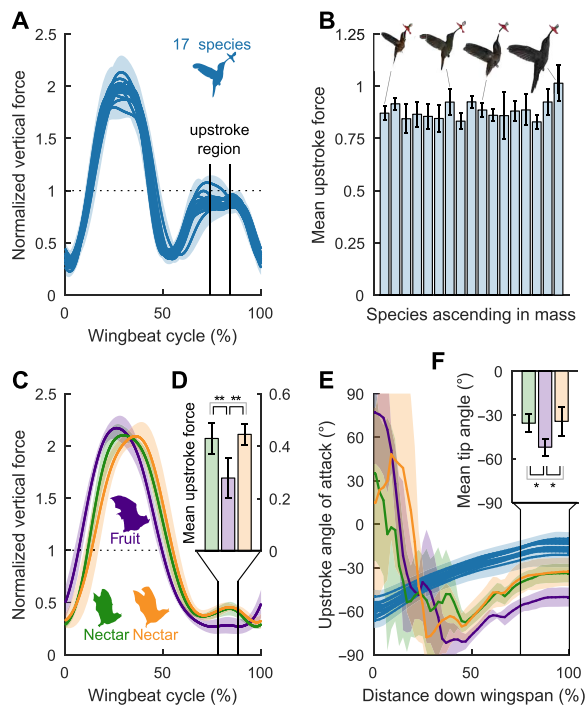 A
17 species
upstroke
region
Normalized vertical force
2.5
2
1.5
1
0.5
0
0
50
100
Wingbeat cycle (%)
B
Mean upstroke force
1.25
1
0.75
0.5
0.25
0
Species ascending in mass
C
Normalized vertical force
2.5
2
1.5
1
0.5
0
Fruit
Nectar
Nectar
0
50
100
Wingbeat cycle (%)
D
Mean upstroke force
** **
0.6
0.4
0.2
0
E
Upstroke angle of attack (°)
90
60
30
0
-30
-60
-90
0
50
100
Distance down wingspan (%)
F
Mean tip angle (°)
0
-30
-60
-90
* *